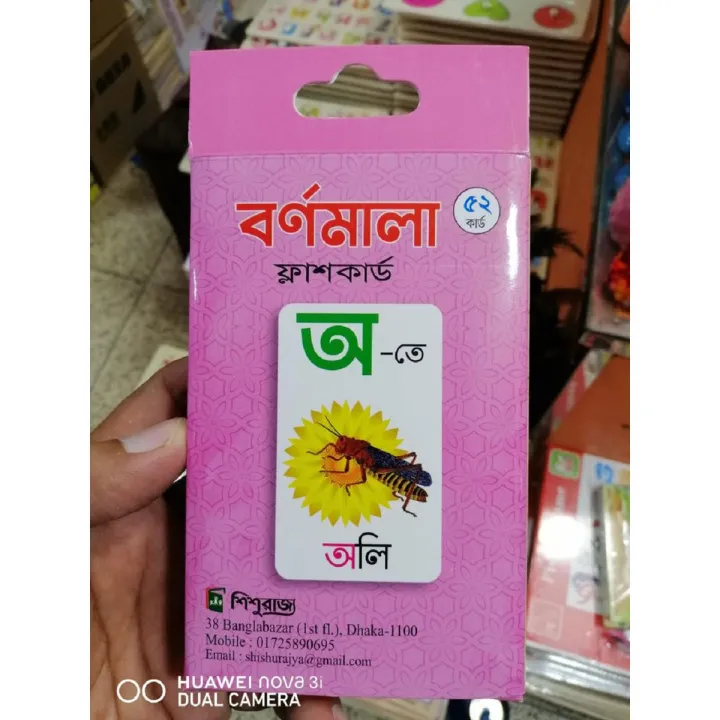 বর্ণমালা
৫২
কার্ড
ফ্লাশকার্ড
অ -তে
অলি
শিশুরাজ্য
38 Banglabazar (1st fl.), Dhaka-1100
Mobile : 01725890695
Email : shishurajya@gmail.com
HUAWEI nova 3i
DUAL CAMERA